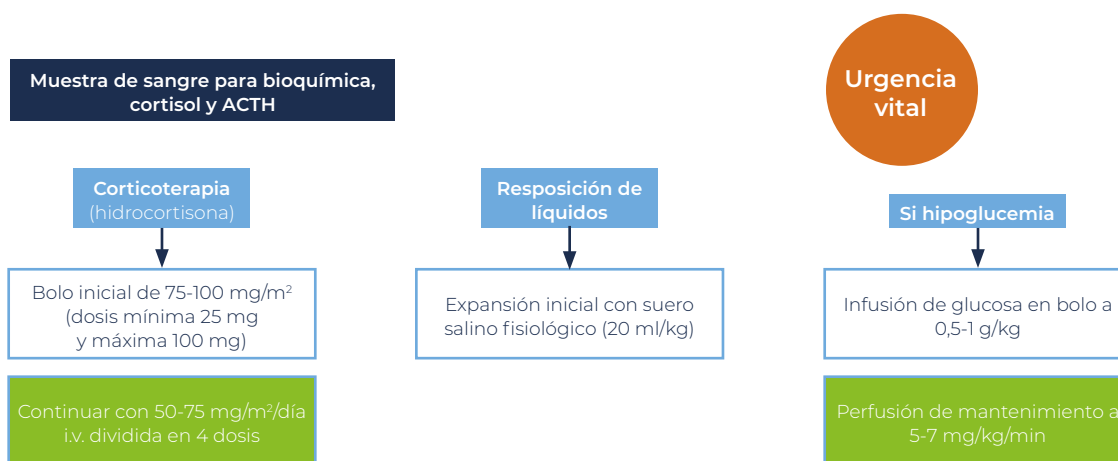 Muestra de sangre para bioquímica,
cortisol y ACTH
Urgencia
vital
Corticoterapia
(hidrocortisona)
Bolo inicial de 75-100 mg/m²
(dosis mínima 25 mg
y máxima 100 mg)
Continuar con 50-75 mg/m²/día
i.v. dividida en 4 dosis
Resposición de
líquidos
Expansión inicial con suero
salino fisiológico (20 ml/kg)
Si hipoglucemia
Infusión de glucosa en bolo a
0,5-1 g/kg
Perfusión de mantenimiento a
5-7 mg/kg/min